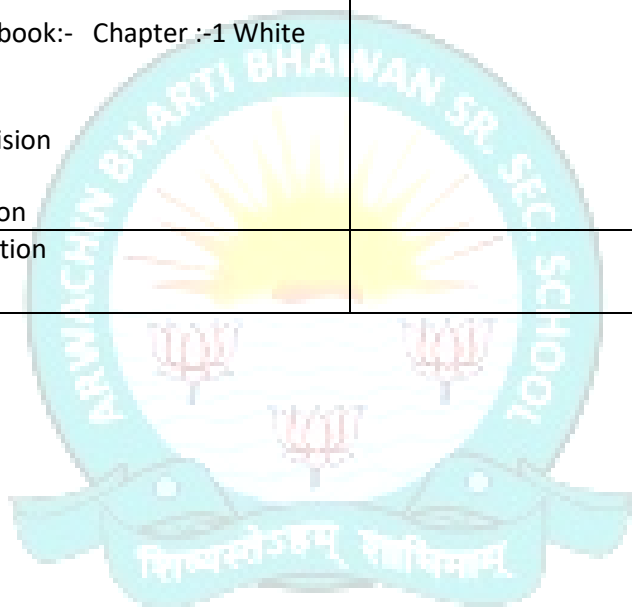 book:- Chapter :-1 White
ision
on
tion
ARWACHIN BHARTI BHAWAN SR. SEC. SCHOOL